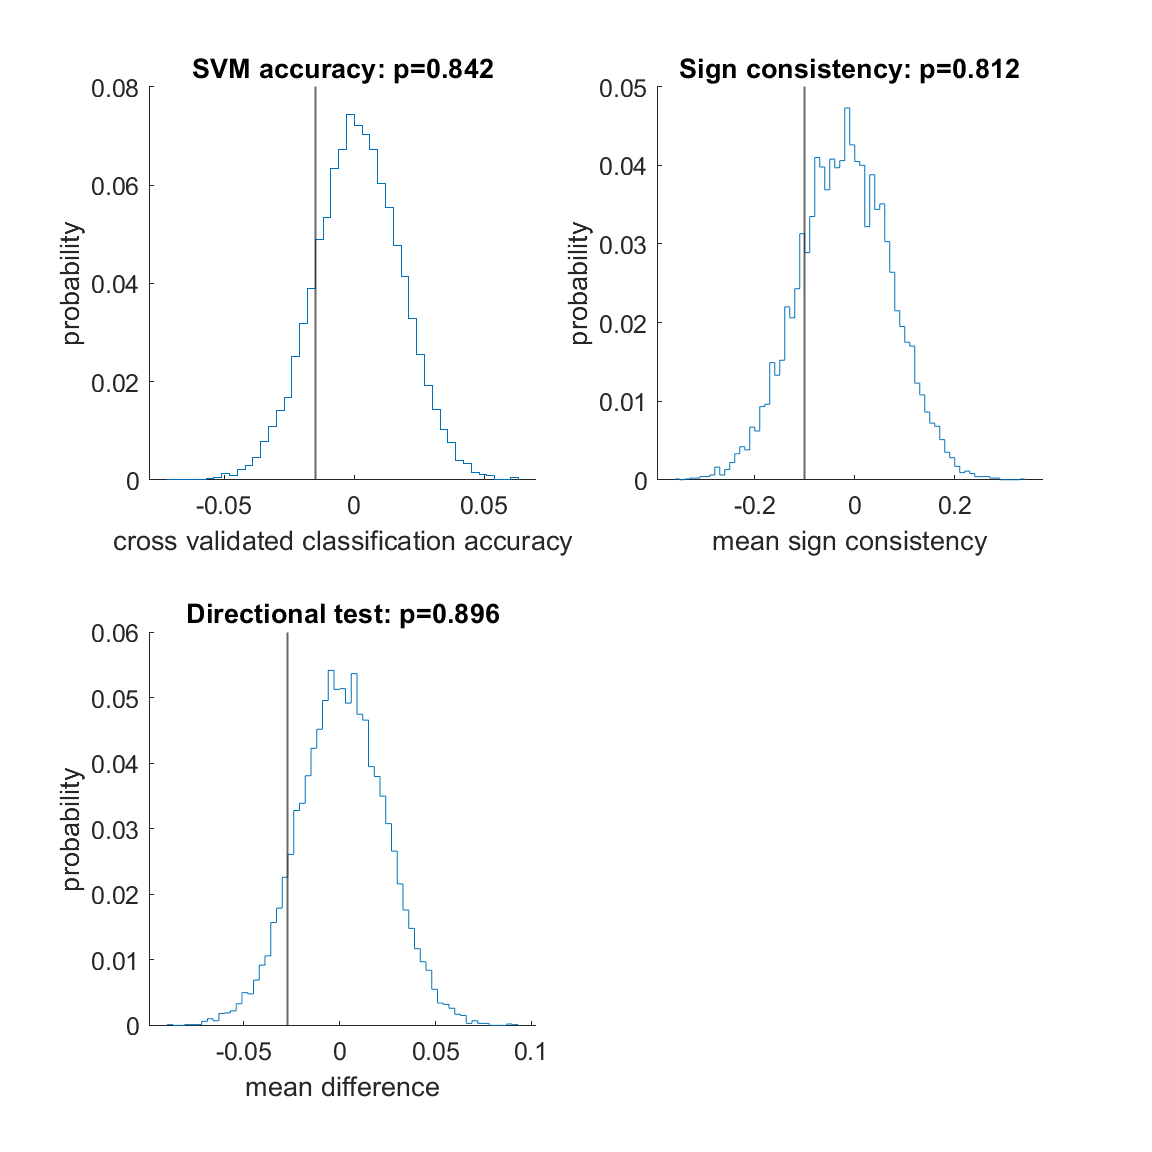 SVM accuracy: p=0.842
0.08
0.06
0.04
0.02
0
probability
-0.05 0 0.05
cross validated classification accuracy
Sign consistency: p=0.812
0.05
0.04
0.03
0.02
0.01
0
probability
-0.2 0 0.2
mean sign consistency
Directional test: p=0.896
0.06
0.05
0.04
0.03
0.02
0.01
0
probability
-0.05 0 0.05 0.1
mean difference